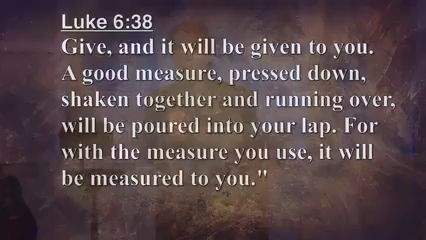 Luke 6:38
Give, and it will be given to you.
A good measure, pressed down,
shaken together and running over,
will be poured into your lap. For
with the measure you use, it will
be measured to you."